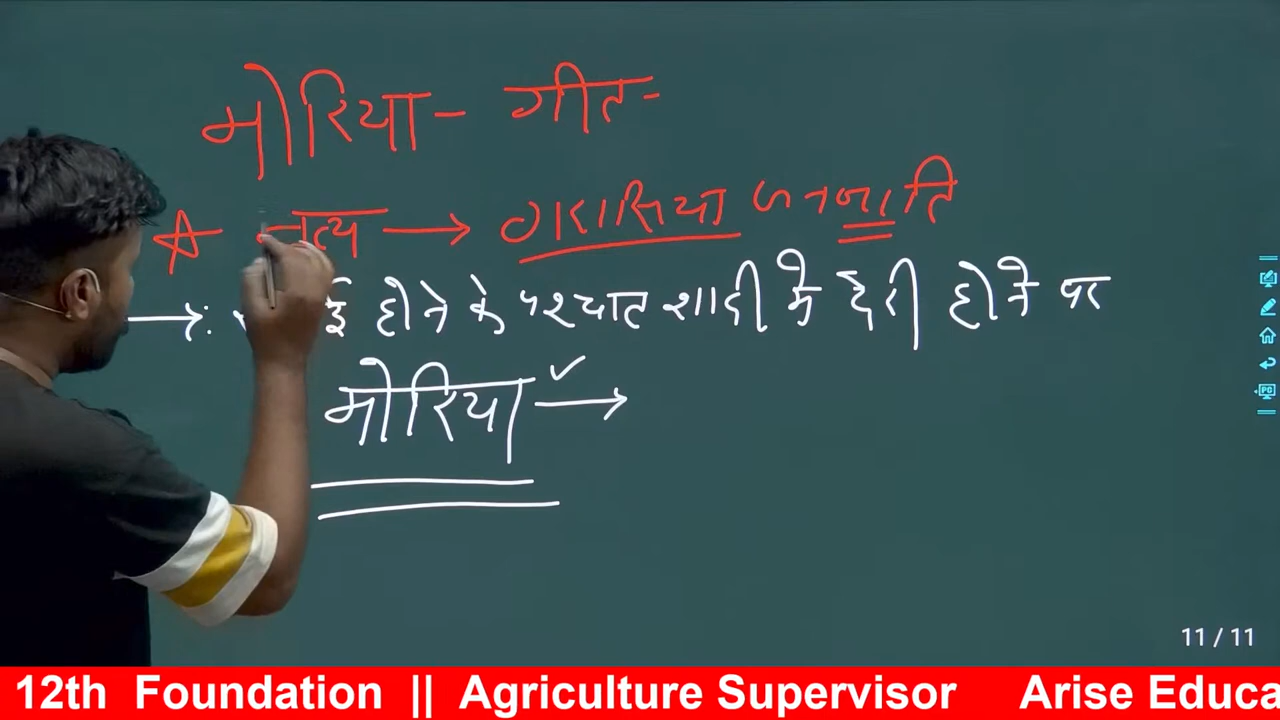 मोरिया - गीत -
नृत्य → गरासिया जनजाति
→: होने के पश्चात शादी में देरी होने पर
मोरिया ✓ →
11 / 11
12th Foundation || Agriculture Supervisor Arise Educa